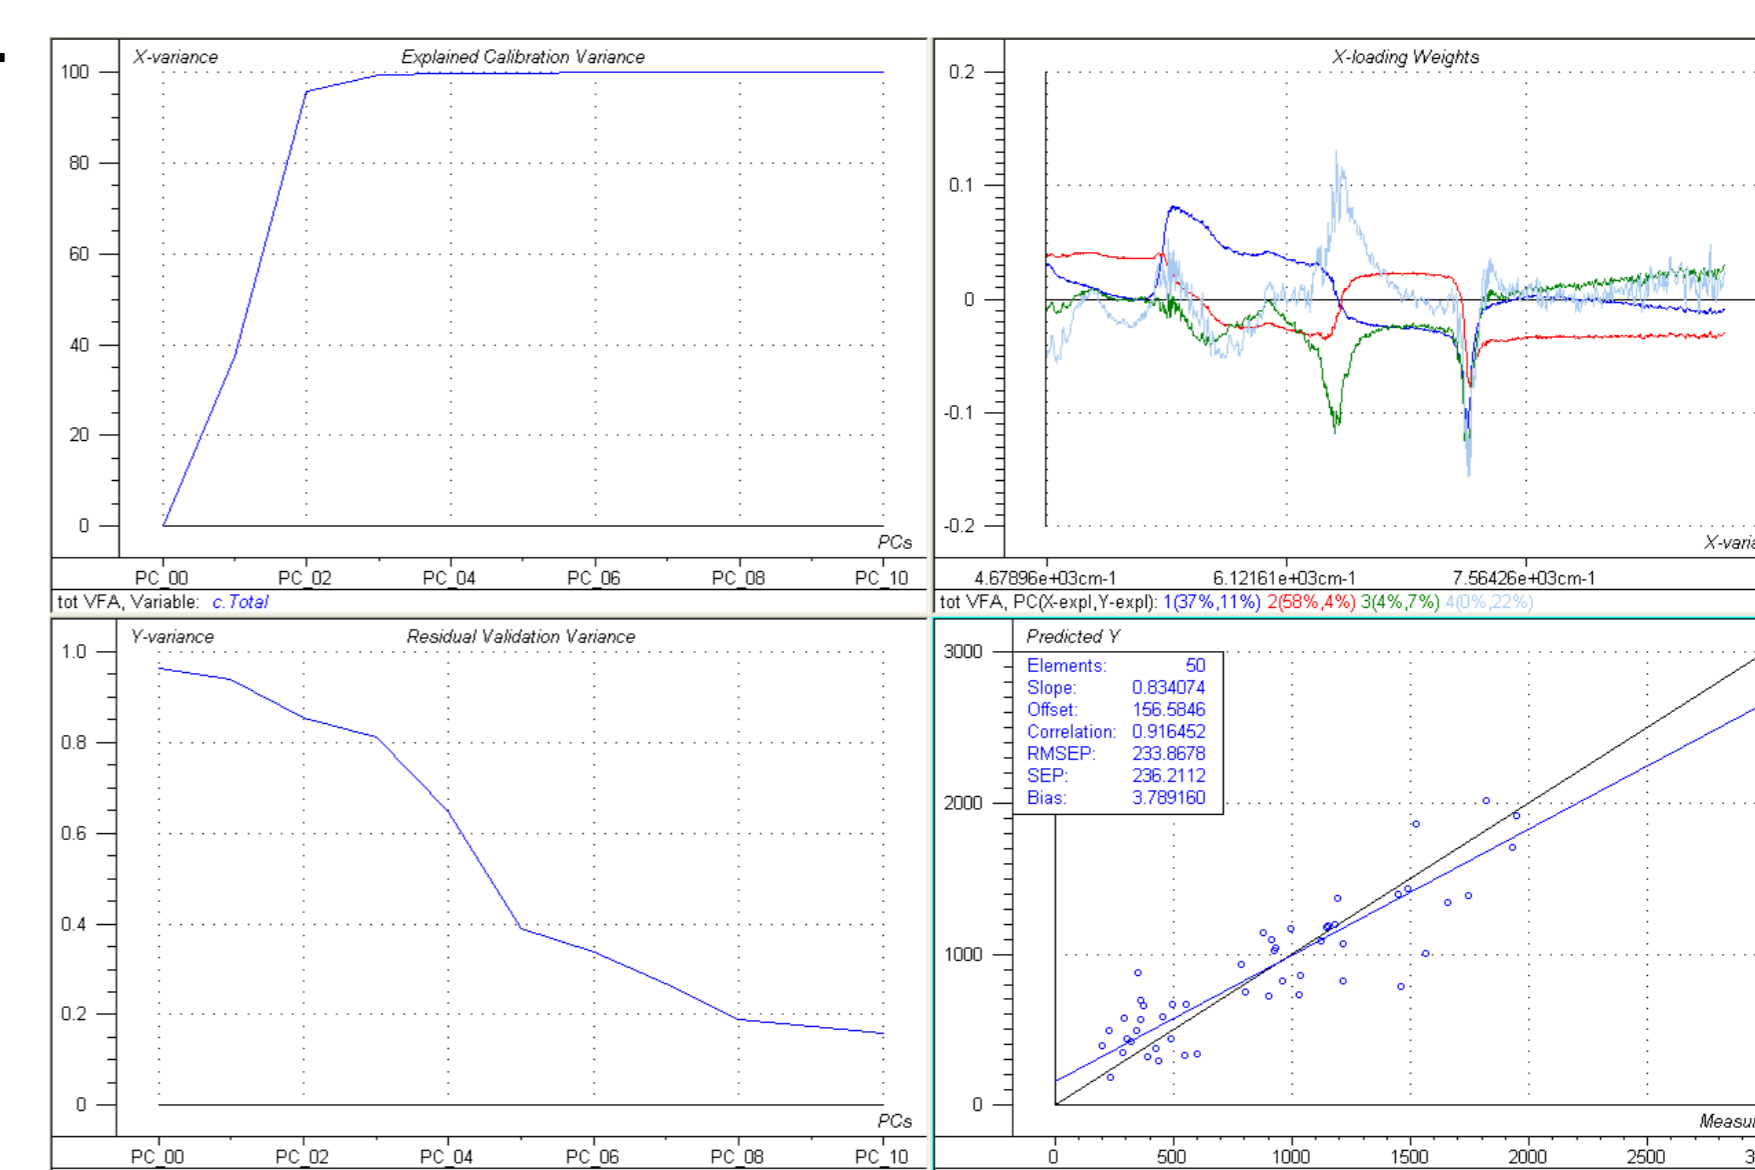 X-variance Explained Calibration Variance
100
80
60
40
20
0
PCs
PC_00 PC_02 PC_04 PC_06 PC_08 PC_10
tot VFA, Variable: c.Total
X-loading Weights
0.2
0.1
0
-0.1
-0.2
X-varia
4.67896e+03cm-1 6.12161e+03cm-1 7.56426e+03cm-1
tot VFA, PC(X-expl,Y-expl): 1(37%,11%) 2(58%,4%) 3(4%,7%) 4(0%,22%)
Y-variance Residual Validation Variance
1.0
0.8
0.6
0.4
0.2
0
PCs
PC_00 PC_02 PC_04 PC_06 PC_08 PC_10
Predicted Y
3000
2000
1000
0
Elements: 50
Slope: 0.834074
Offset: 156.5846
Correlation: 0.916452
RMSEP: 233.8678
SEP: 236.2112
Bias: 3.789160
Measu
0 500 1000 1500 2000 2500 3